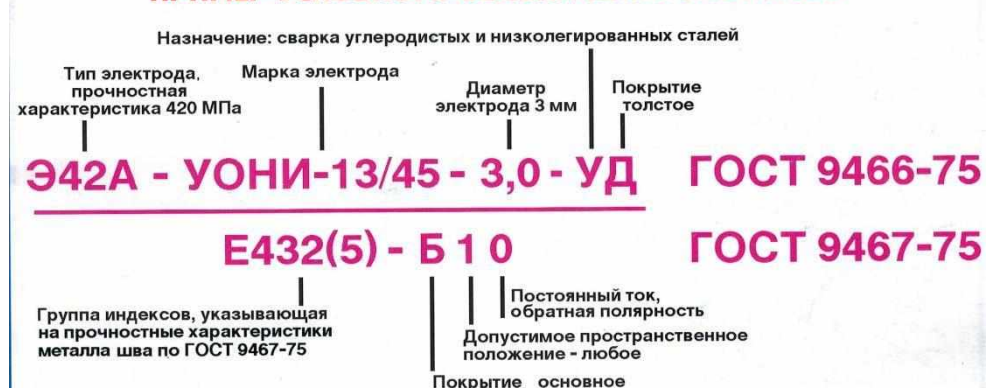 Назначение: сварка углеродистых и низколегированных сталей
Тип электрода,
прочностная
характеристика 420 МПа
Марка электрода
Диаметр
электрода 3 мм
Покрытие
толстое
Э42А - УОНИ-13/45 - 3,0 - УД ГОСТ 9466-75
Е432(5) - Б 1 0 ГОСТ 9467-75
Группа индексов, указывающая
на прочностные характеристики
металла шва по ГОСТ 9467-75
Постоянный ток,
обратная полярность
Допустимое пространственное
положение - любое
Покрытие основное